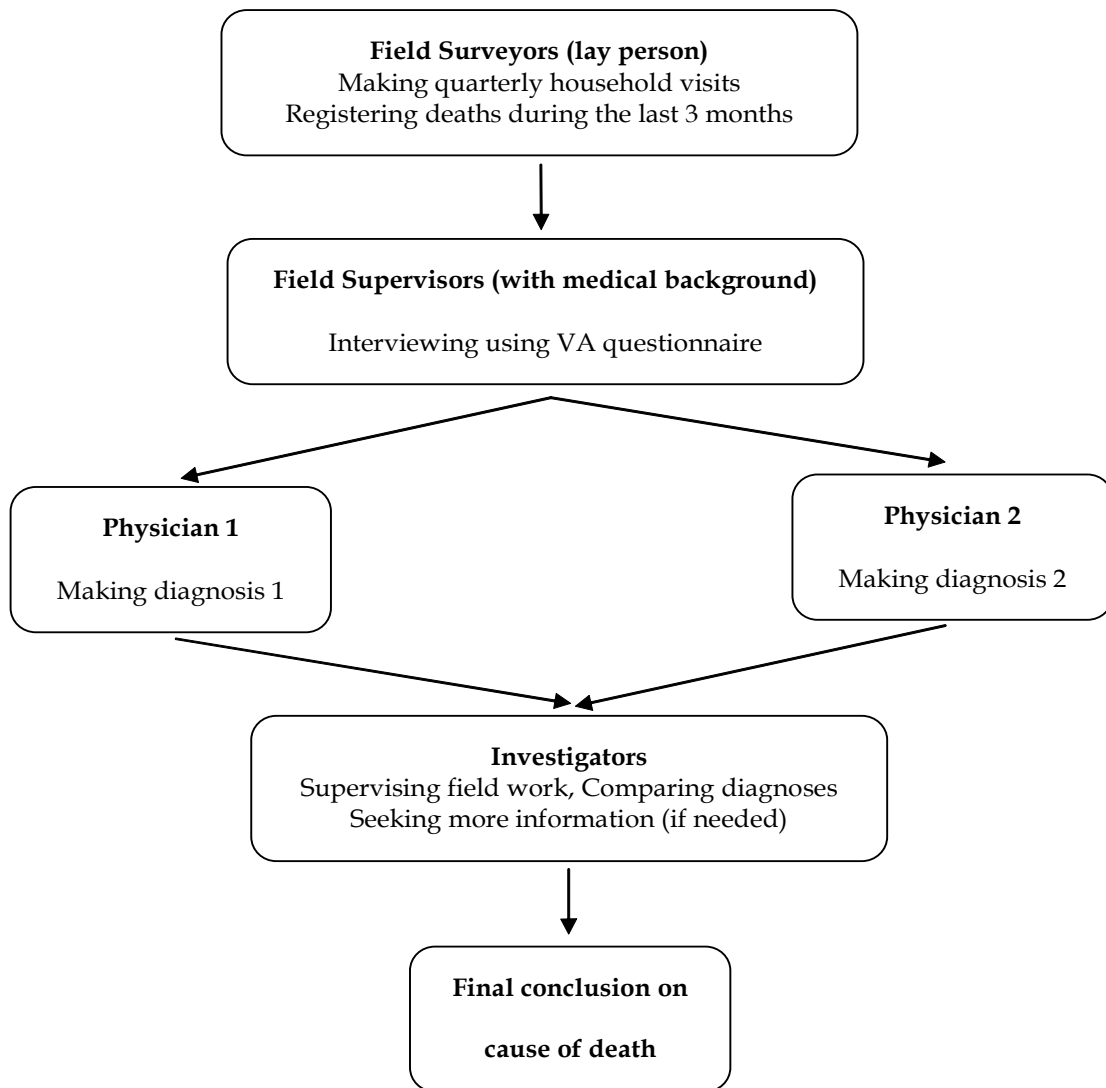 Field Surveyors (lay person)
Making quarterly household visits
Registering deaths during the last 3 months
Field Supervisors (with medical background)
Interviewing using VA questionnaire
Physician 1
Making diagnosis 1
Physician 2
Making diagnosis 2
Investigators
Supervising field work, Comparing diagnoses
Seeking more information (if needed)
Final conclusion on
cause of death